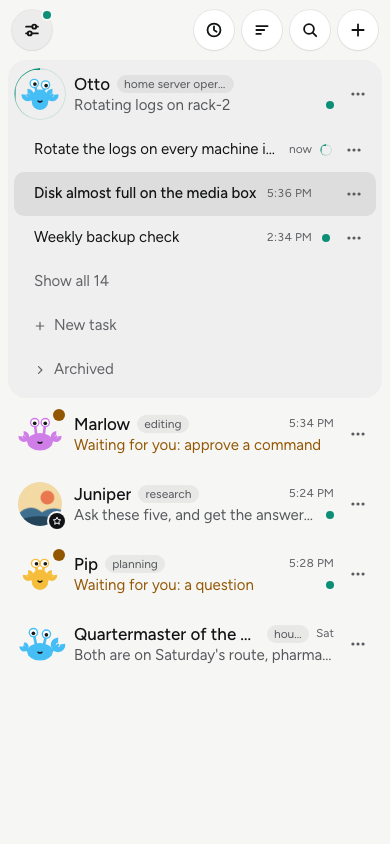 Otto home server oper...
Rotating logs on rack-2
Rotate the logs on every machine i... now
Disk almost full on the media box 5:36 PM
Weekly backup check 2:34 PM
Show all 14
+ New task
> Archived
Marlow editing 5:34 PM
Waiting for you: approve a command
Juniper research 5:24 PM
Ask these five, and get the answer...
Pip planning 5:28 PM
Waiting for you: a question
Quartermaster of the ... hou... Sat
Both are on Saturday's route, pharma...